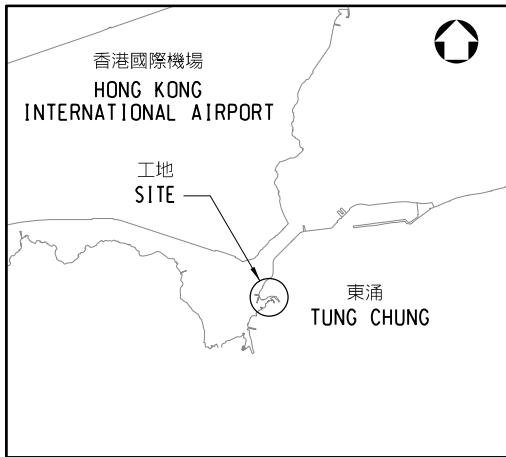 香港國際機場
HONG KONG
INTERNATIONAL AIRPORT
工地
SITE
東涌
TUNG CHUNG